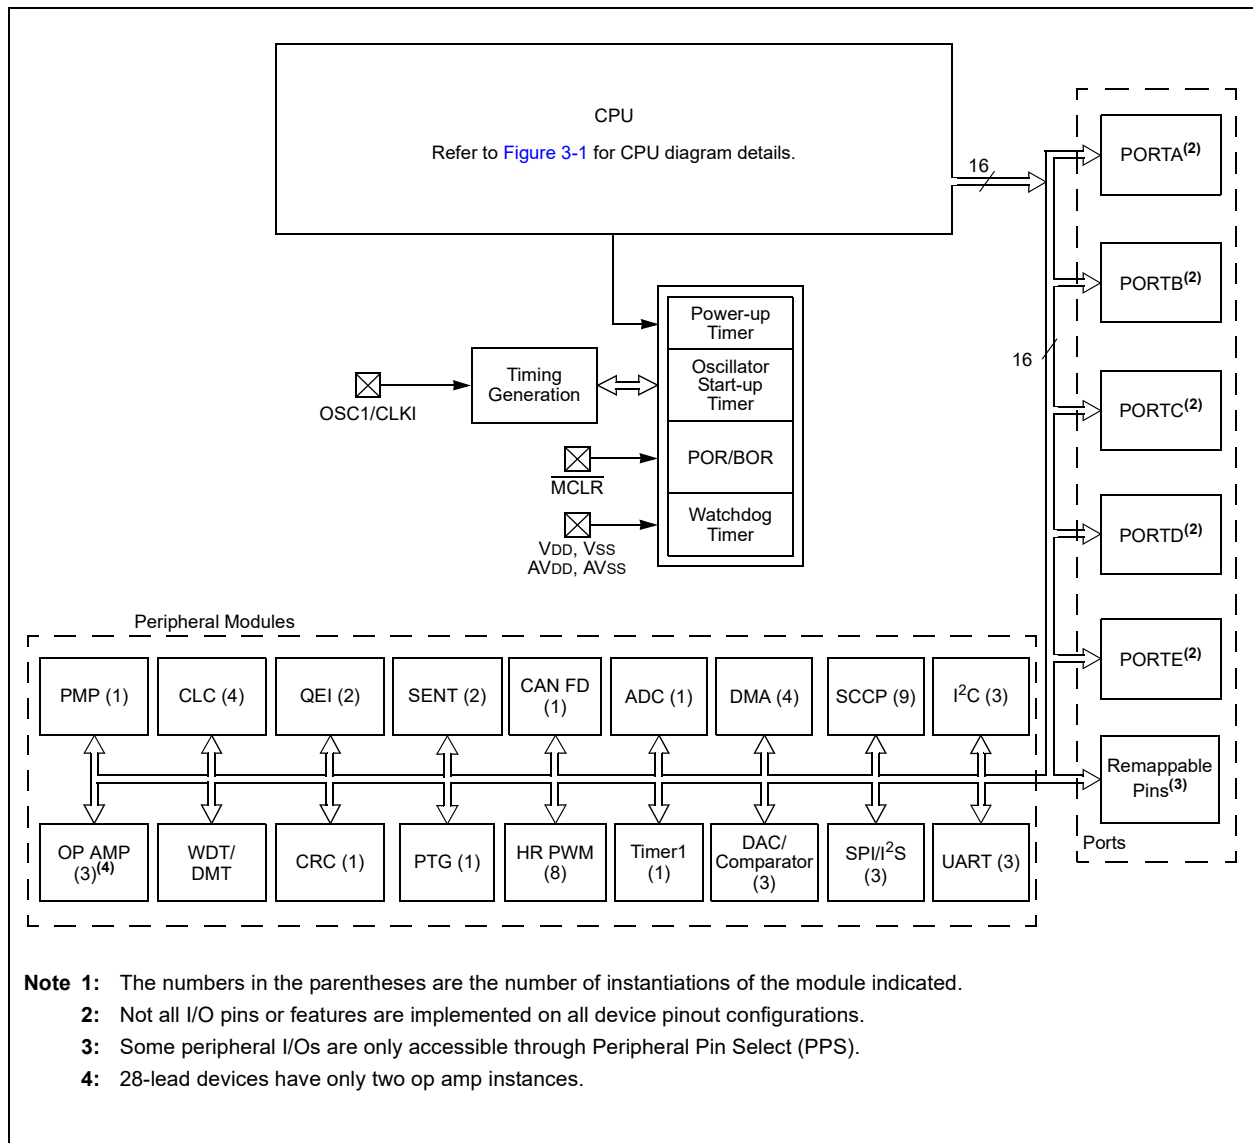 CPU
Refer to Figure 3-1 for CPU diagram details.
16
PORTA(2)
PORTB(2)
16
PORTC(2)
PORTD(2)
PORTE(2)
Remappable
Pins(3)
Ports
Power-up
Timer
Oscillator
Start-up
Timer
POR/BOR
Watchdog
Timer
Timing
Generation
OSC1/CLKI
MCLR
VDD, VSS
AVDD, AVSS
Peripheral Modules
PMP (1)
CLC (4)
QEI (2)
SENT (2)
CAN FD
(1)
ADC (1)
DMA (4)
SCCP (9)
I2C (3)
OP AMP
(3)(4)
WDT/
DMT
CRC (1)
PTG (1)
HR PWM
(8)
Timer1
(1)
DAC/
Comparator
(3)
SPI/I2S
(3)
UART (3)
Note 1: The numbers in the parentheses are the number of instantiations of the module indicated.
2: Not all I/O pins or features are implemented on all device pinout configurations.
3: Some peripheral I/Os are only accessible through Peripheral Pin Select (PPS).
4: 28-lead devices have only two op amp instances.